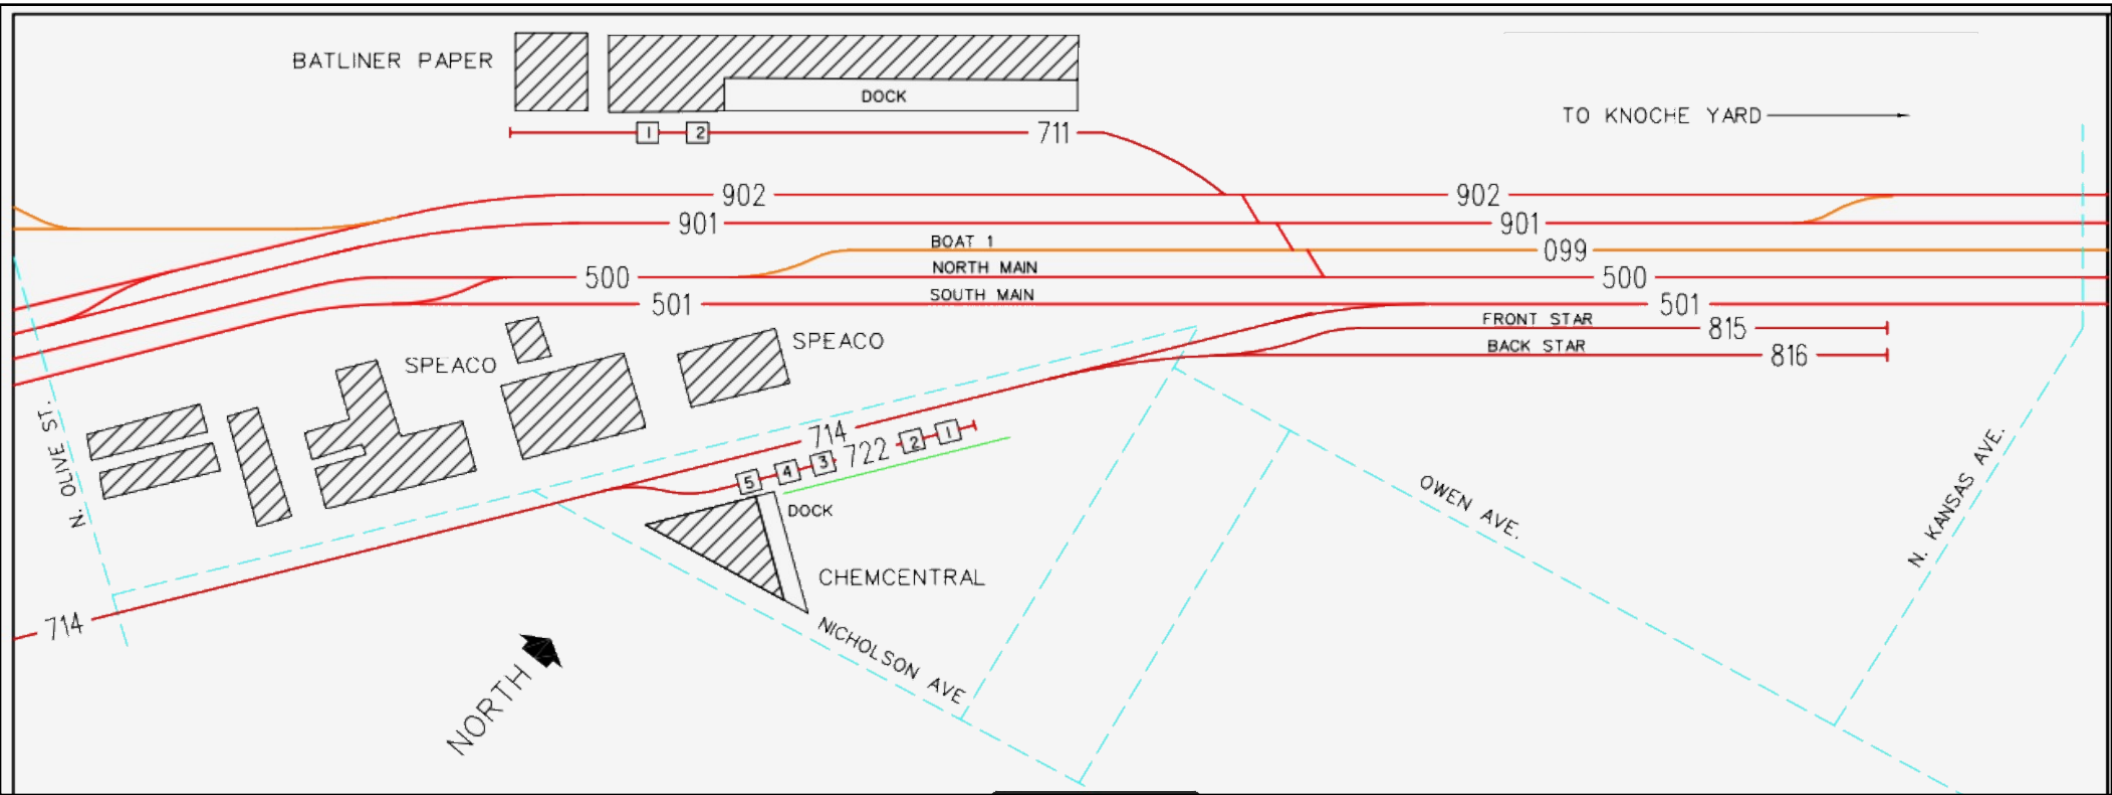 BATLINER PAPER
DOCK
TO KNOCHE YARD
1 2 711
902 902
901 901
BOAT 1
099
NORTH MAIN
500 500
SOUTH MAIN
501 501
FRONT STAR
815
BACK STAR
816
SPEACO
SPEACO
N. OLIVE ST.
714
722
5 4 3 2 1
DOCK
CHEMCENTRAL
NICHOLSON AVE
OWEN AVE.
N. KANSAS AVE.
714
NORTH